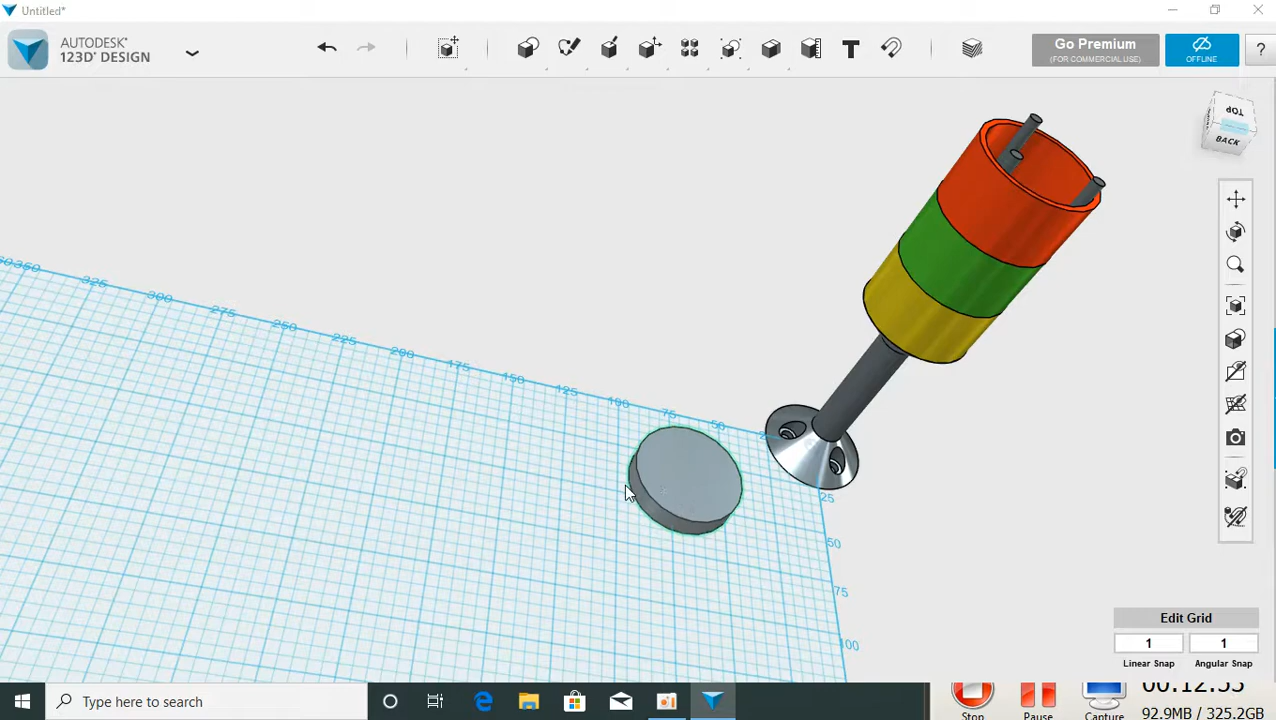 Untitled*
AUTODESK®
123D® DESIGN
T
Go Premium
(FOR COMMERCIAL USE)
OFFLINE
?
TOP
BACK
350
325
300
275
250
225
200
175
150
125
100
75
50
25
50
75
100
Edit Grid
1
1
Linear Snap
Angular Snap
Type here to search
00:12:55
Stop
Pause
Capture
92.9MB / 325.2GB